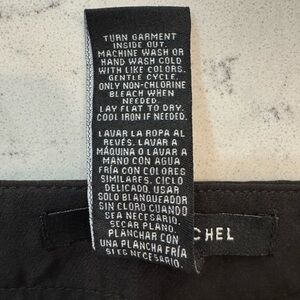 TURN GARMENT
INSIDE OUT.
MACHINE WASH OR
HAND WASH COLD
WITH LIKE COLORS.
GENTLE CYCLE.
ONLY NON-CHLORINE
BLEACH WHEN
NEEDED.
LAY FLAT TO DRY.
COOL IRON IF NEEDED.
LAVAR LA ROPA AL
REVÉS. LAVAR A
MÁQUINA O LAVAR A
MANO CON AGUA
FRÍA CON COLORES
SIMILARES. CICLO
DELICADO. USAR
SOLO BLANQUEADOR
SIN CLORO CUANDO
SEA NECESARIO.
SECAR PLANO.
PLANCHAR CON
UNA PLANCHA FRÍA
SI ES NECESARIO.
CHEL